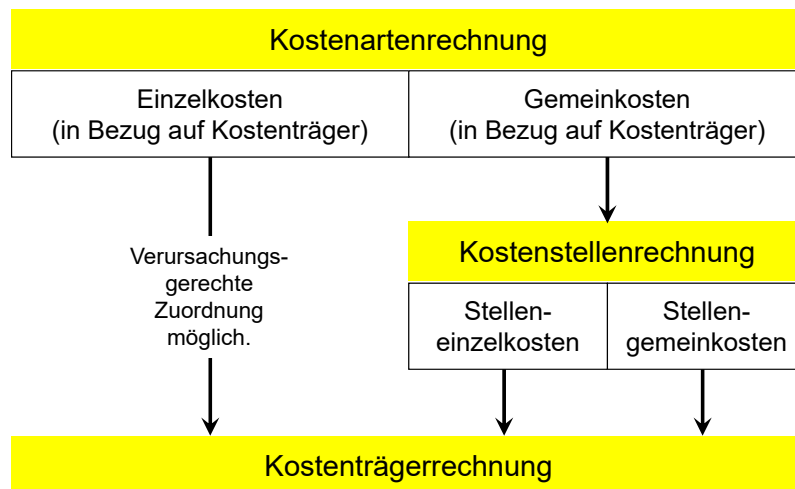 Kostenartenrechnung
Einzelkosten
(in Bezug auf Kostenträger)
Gemeinkosten
(in Bezug auf Kostenträger)
Verursachungs-
gerechte
Zuordnung
möglich.
Kostenstellenrechnung
Stellen-
einzelkosten
Stellen-
gemeinkosten
Kostenträgerrechnung